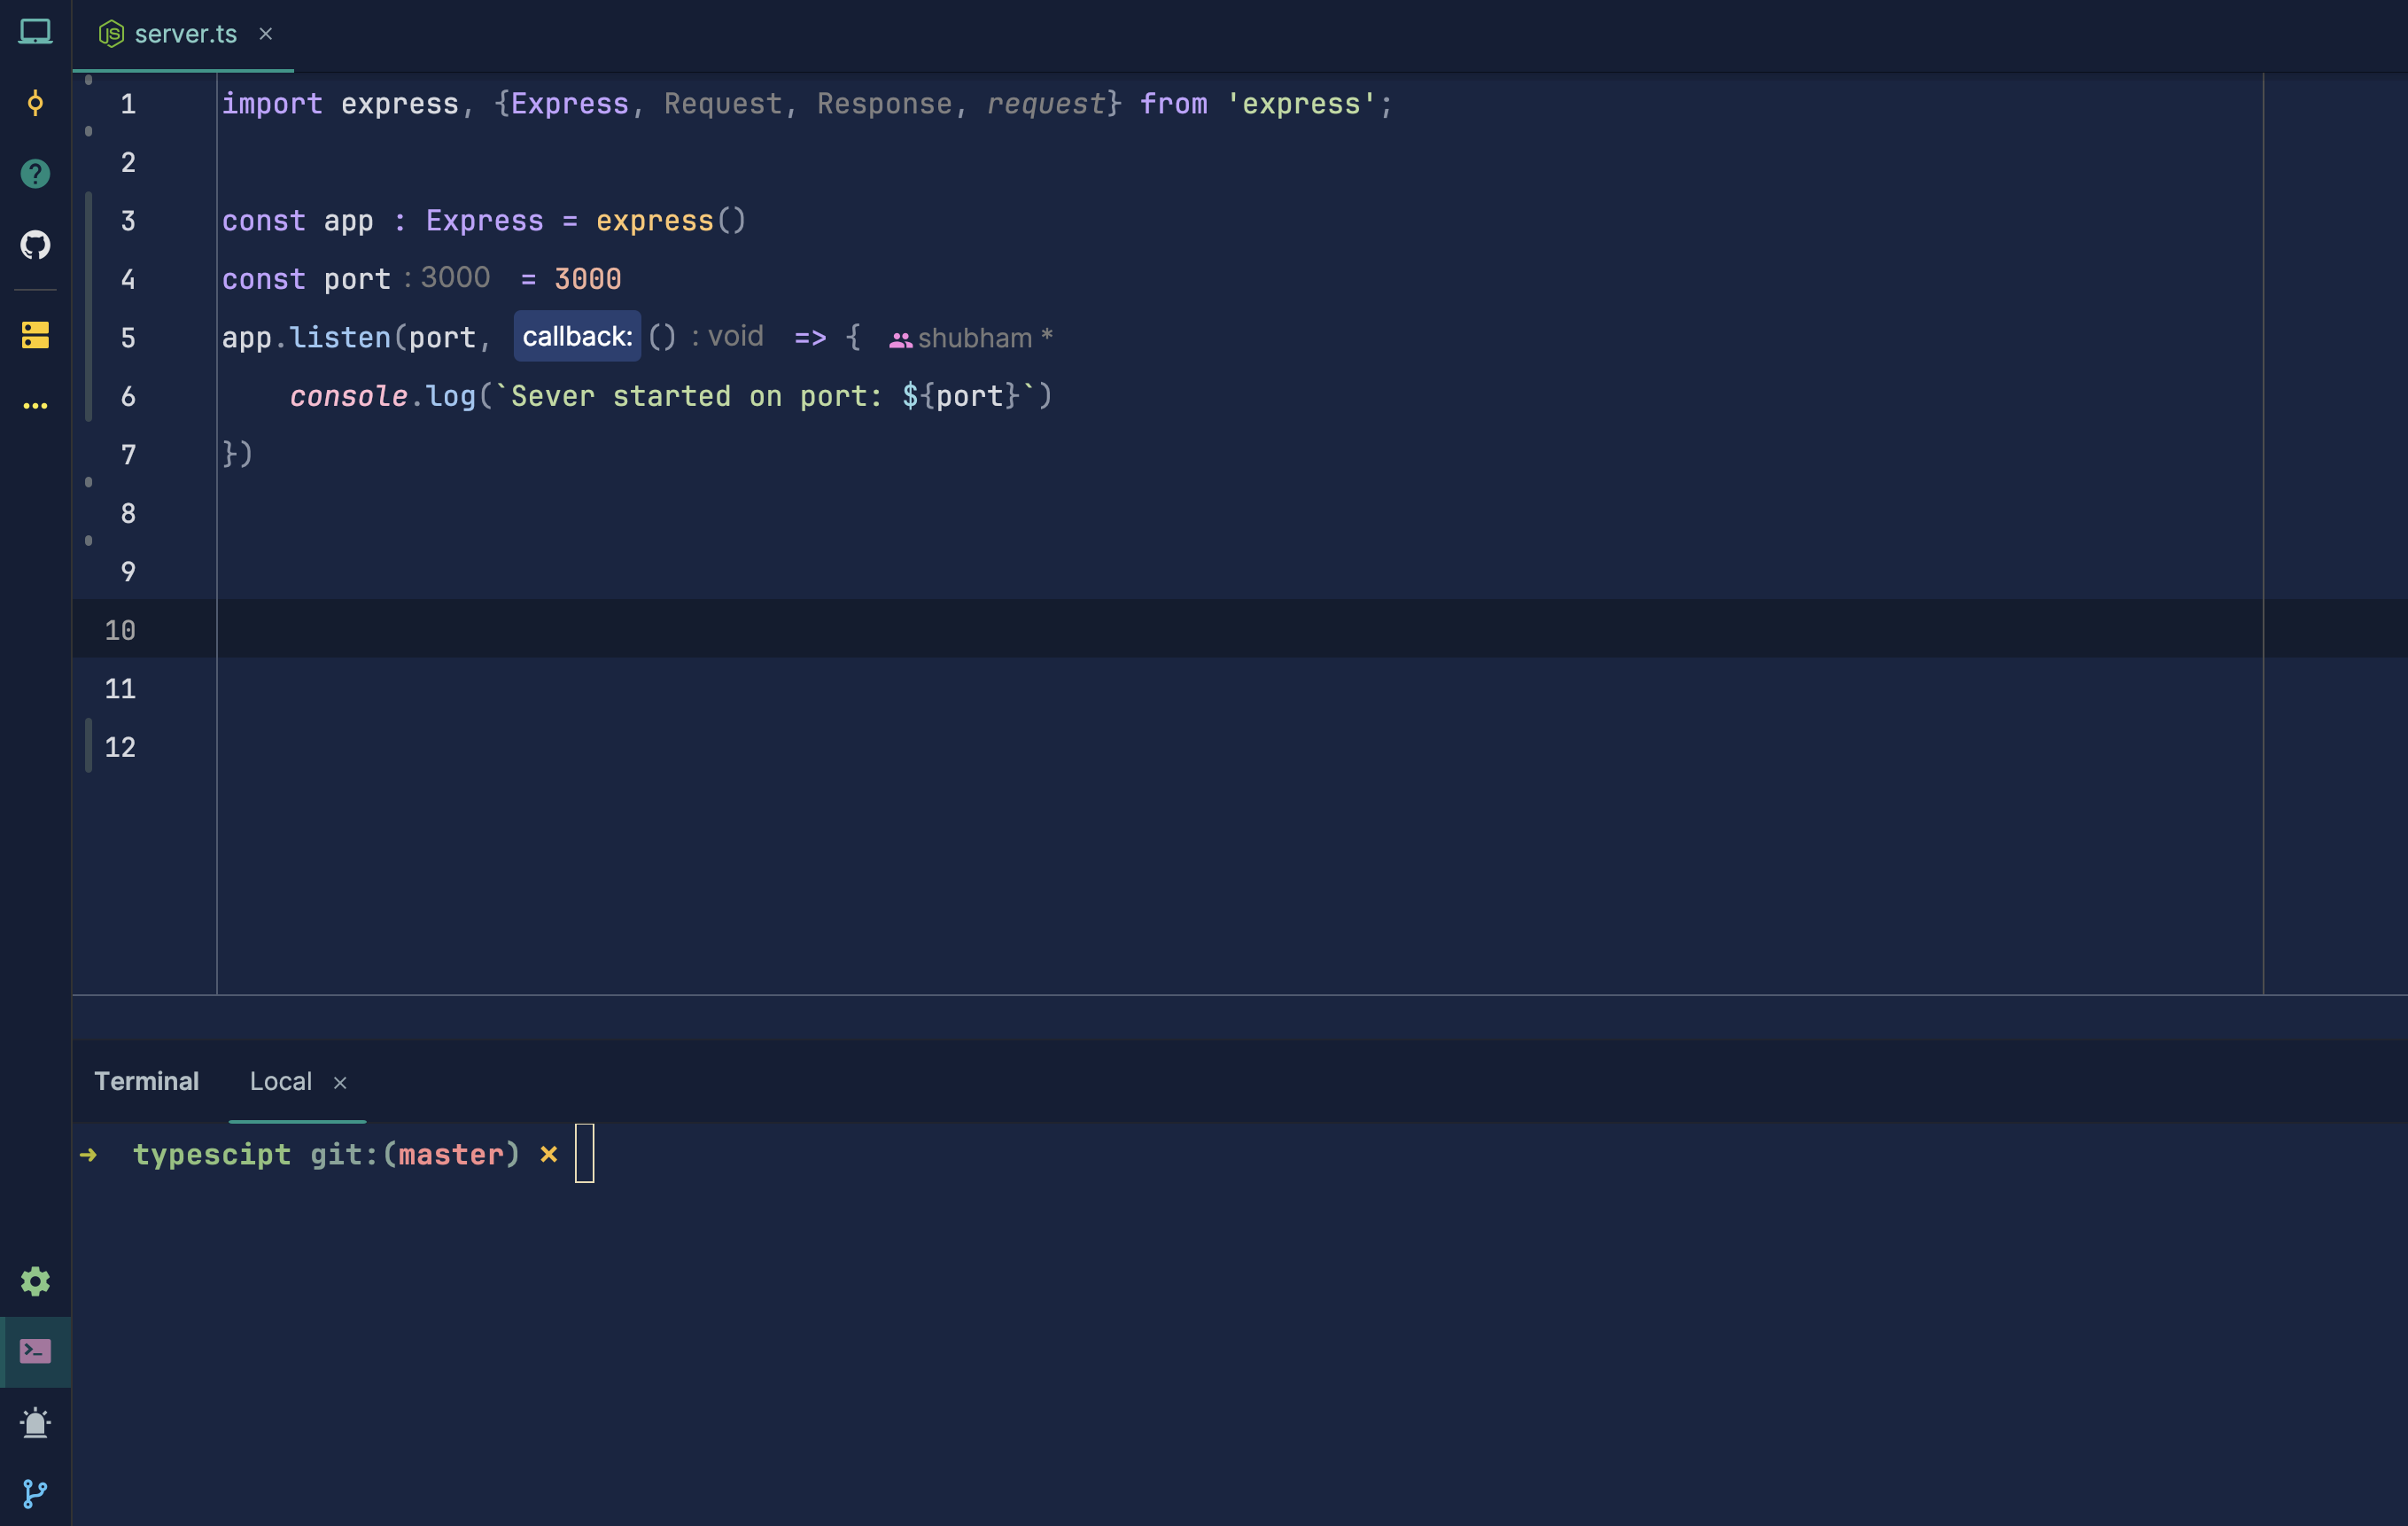 server.ts ×
1 import express, {Express, Request, Response, request} from 'express';
2
3 const app : Express = express()
4 const port : 3000 = 3000
5 app.listen(port, callback: () : void => { shubham *
6     console.log(`Sever started on port: ${port}`)
7 })
8
9
10
11
12
Terminal Local ×
➜ typescipt git:(master) ✗